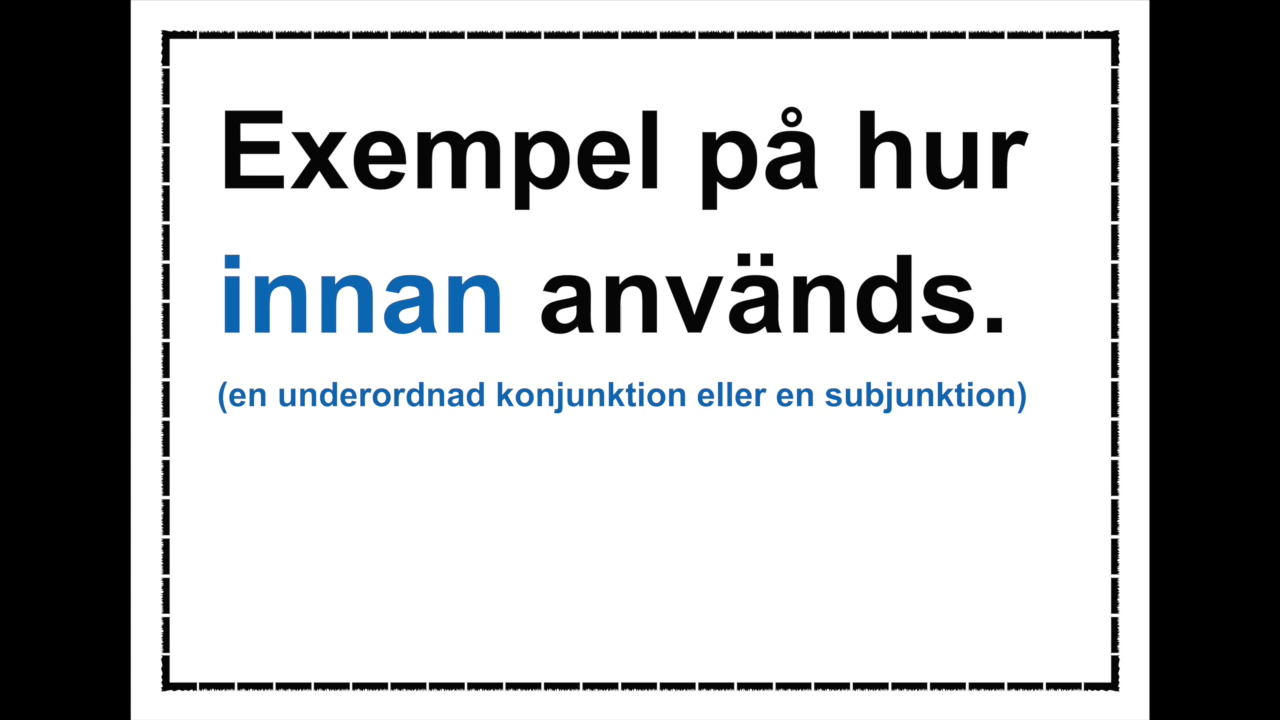 Exempel på hur
innan används.
(en underordnad konjunktion eller en subjunktion)